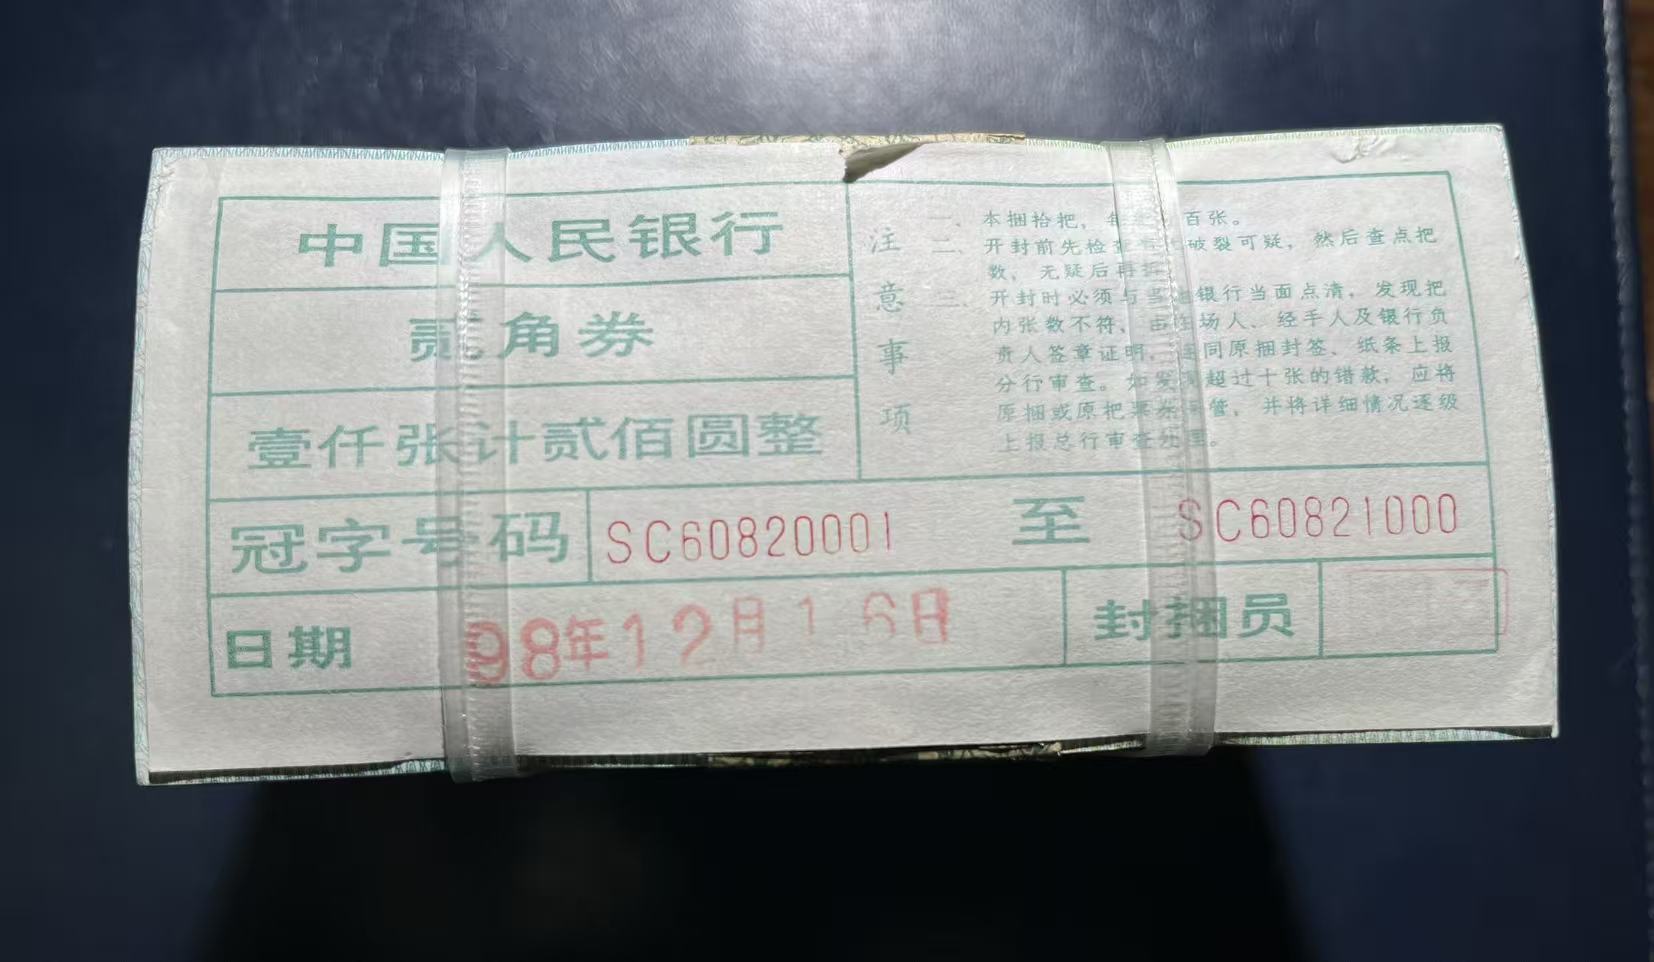 中国人民银行
贰角券
壹仟张计贰佰圆整
注意事项
一、本捆拾把，每 百张。
二、开封前先检查 破裂可疑，然后查点把
数，无疑后再拆
三、开封时必须与当地银行当面点清，发现把
内张数不符，由在场人、经手人及银行负
责人签章证明，连同原捆封签、纸条上报
分行审查。如发现超过十张的错款，应将
原捆或原把票券保管，并将详细情况逐级
上报总行审查处理。
冠字号码 SC60820001 至 SC60821000
日期 98年12月16日 封捆员